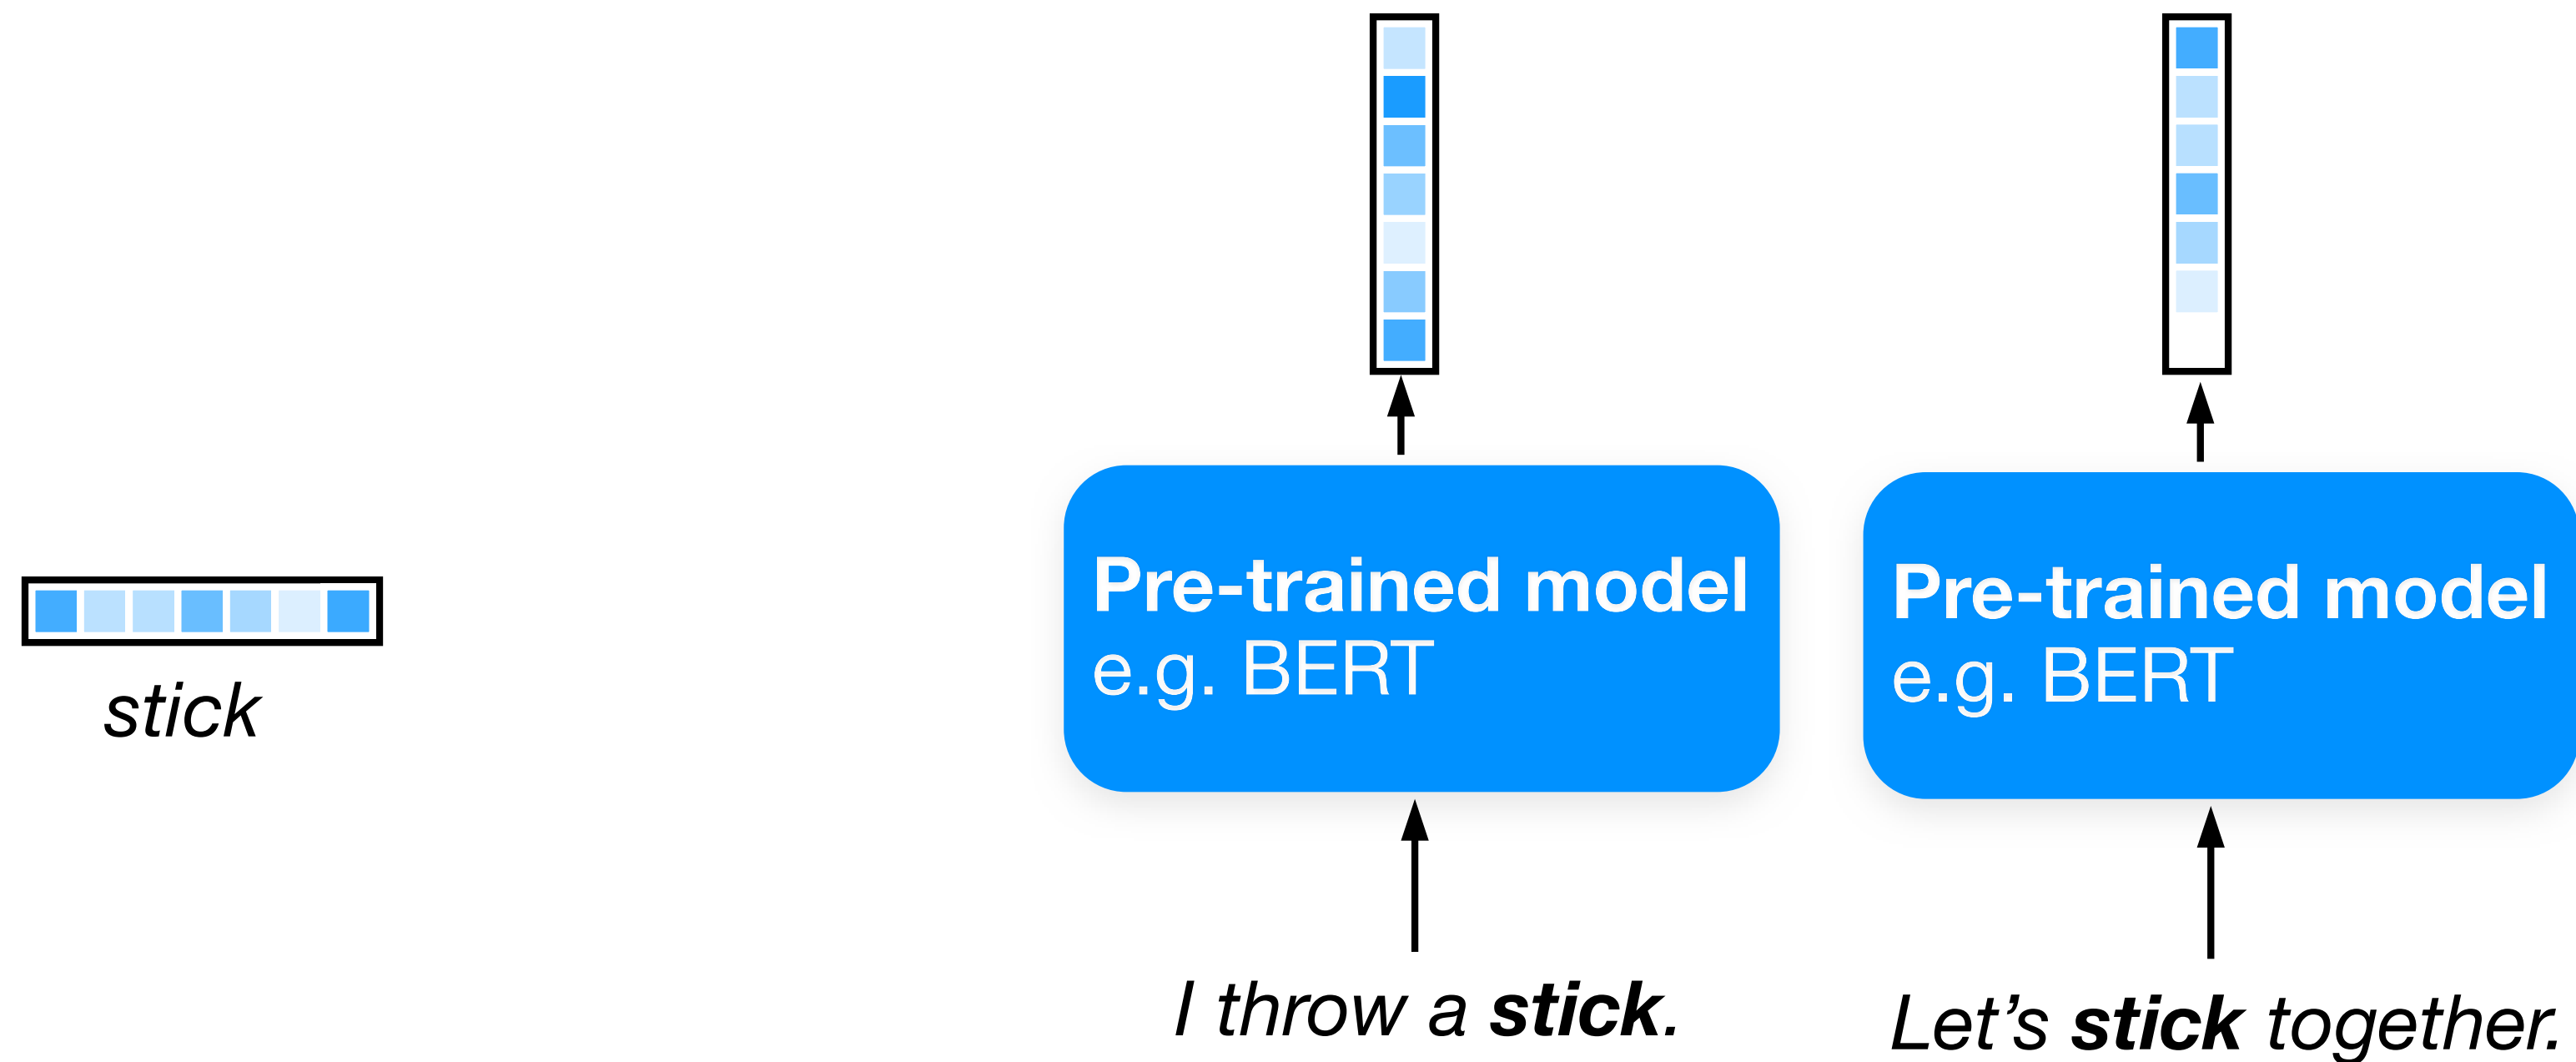 stick
Pre-trained model
e.g. BERT
I throw a stick.
Pre-trained model
e.g. BERT
Let’s stick together.